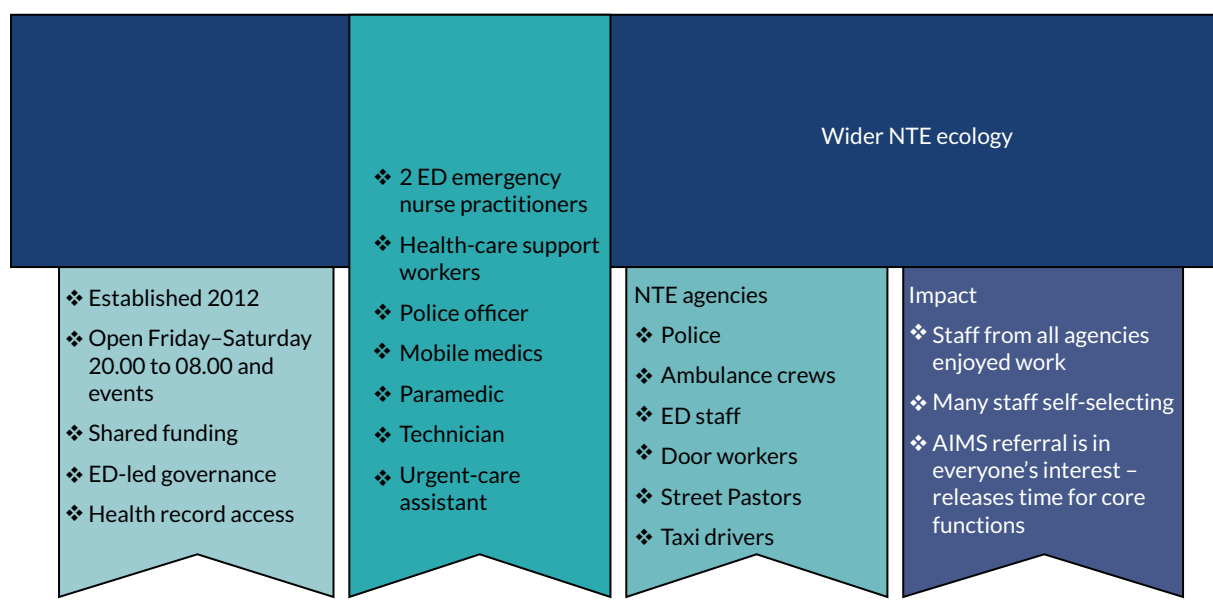 Wider NTE ecology
❖ Established 2012
❖ Open Friday–Saturday
20.00 to 08.00 and
events
❖ Shared funding
❖ ED-led governance
❖ Health record access
❖ 2 ED emergency
nurse practitioners
❖ Health-care support
workers
❖ Police officer
❖ Mobile medics
❖ Paramedic
❖ Technician
❖ Urgent-care
assistant
NTE agencies
❖ Police
❖ Ambulance crews
❖ ED staff
❖ Door workers
❖ Street Pastors
❖ Taxi drivers
Impact
❖ Staff from all agencies
enjoyed work
❖ Many staff self-selecting
❖ AIMS referral is in
everyone’s interest –
releases time for core
functions